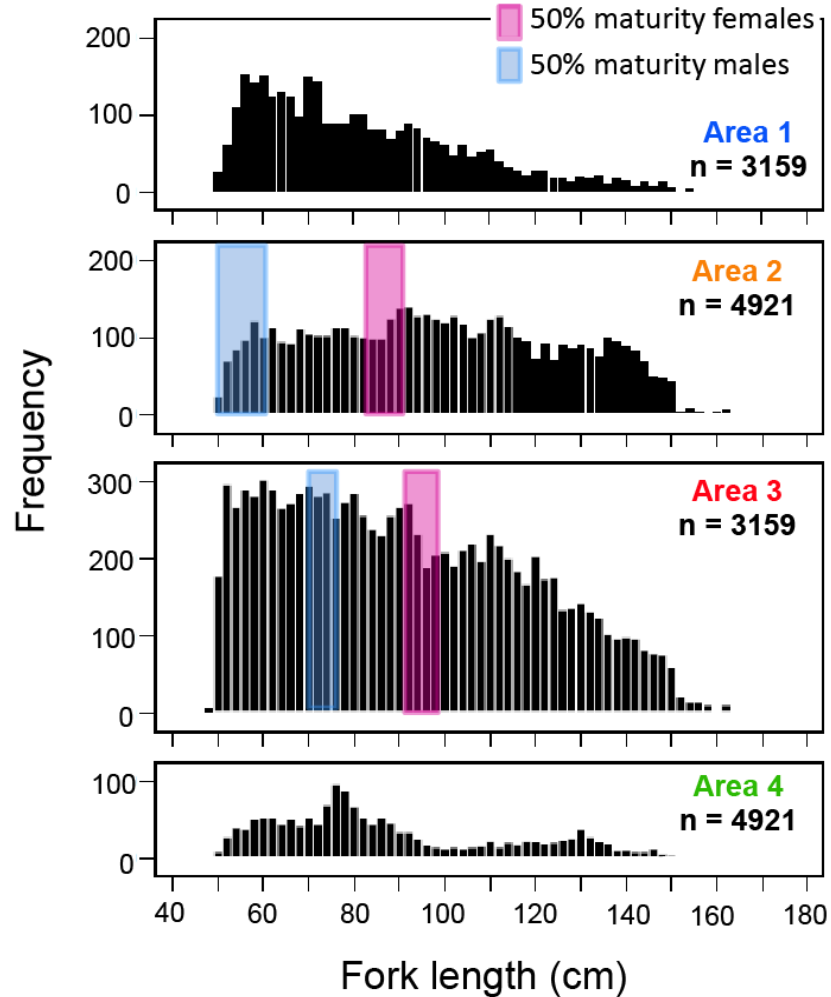 50% maturity females
50% maturity males
200
100
0
Area 1
n = 3159
200
100
0
Area 2
n = 4921
300
200
100
0
Area 3
n = 3159
100
0
Area 4
n = 4921
40 60 80 100 120 140 160 180
Frequency
Fork length (cm)